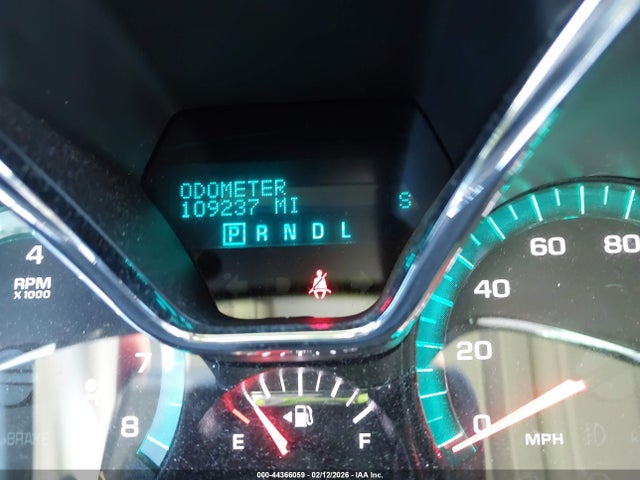 ODOMETER
109237 MI S
P R N D L
4
RPM
X1000
7
8
BRAKE
E F
0
20
40
60
80
MPH
000-44366059 | 02/12/2026 | IAA Inc.